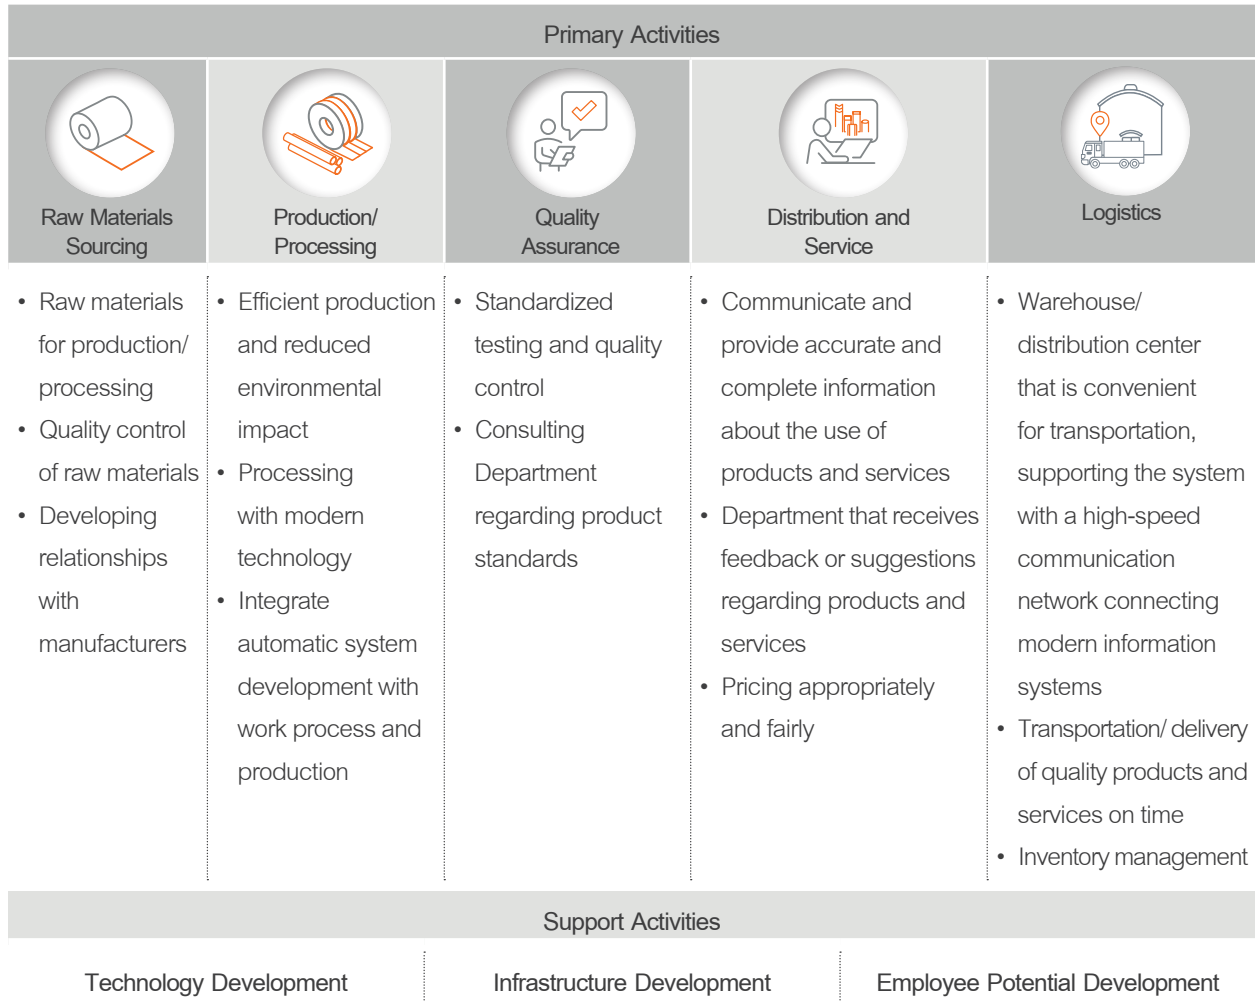 Primary Activities
Raw Materials
Sourcing
Production/
Processing
Quality
Assurance
Distribution and
Service
Logistics
• Raw materials
for production/
processing
• Quality control
of raw materials
• Developing
relationships
with
manufacturers
• Efficient production
and reduced
environmental
impact
• Processing
with modern
technology
• Integrate
automatic system
development with
work process and
production
• Standardized
testing and quality
control
• Consulting
Department
regarding product
standards
• Communicate and
provide accurate and
complete information
about the use of
products and services
• Department that receives
feedback or suggestions
regarding products and
services
• Pricing appropriately
and fairly
• Warehouse/
distribution center
that is convenient
for transportation,
supporting the system
with a high-speed
communication
network connecting
modern information
systems
• Transportation/ delivery
of quality products and
services on time
• Inventory management
Support Activities
Technology Development
Infrastructure Development
Employee Potential Development